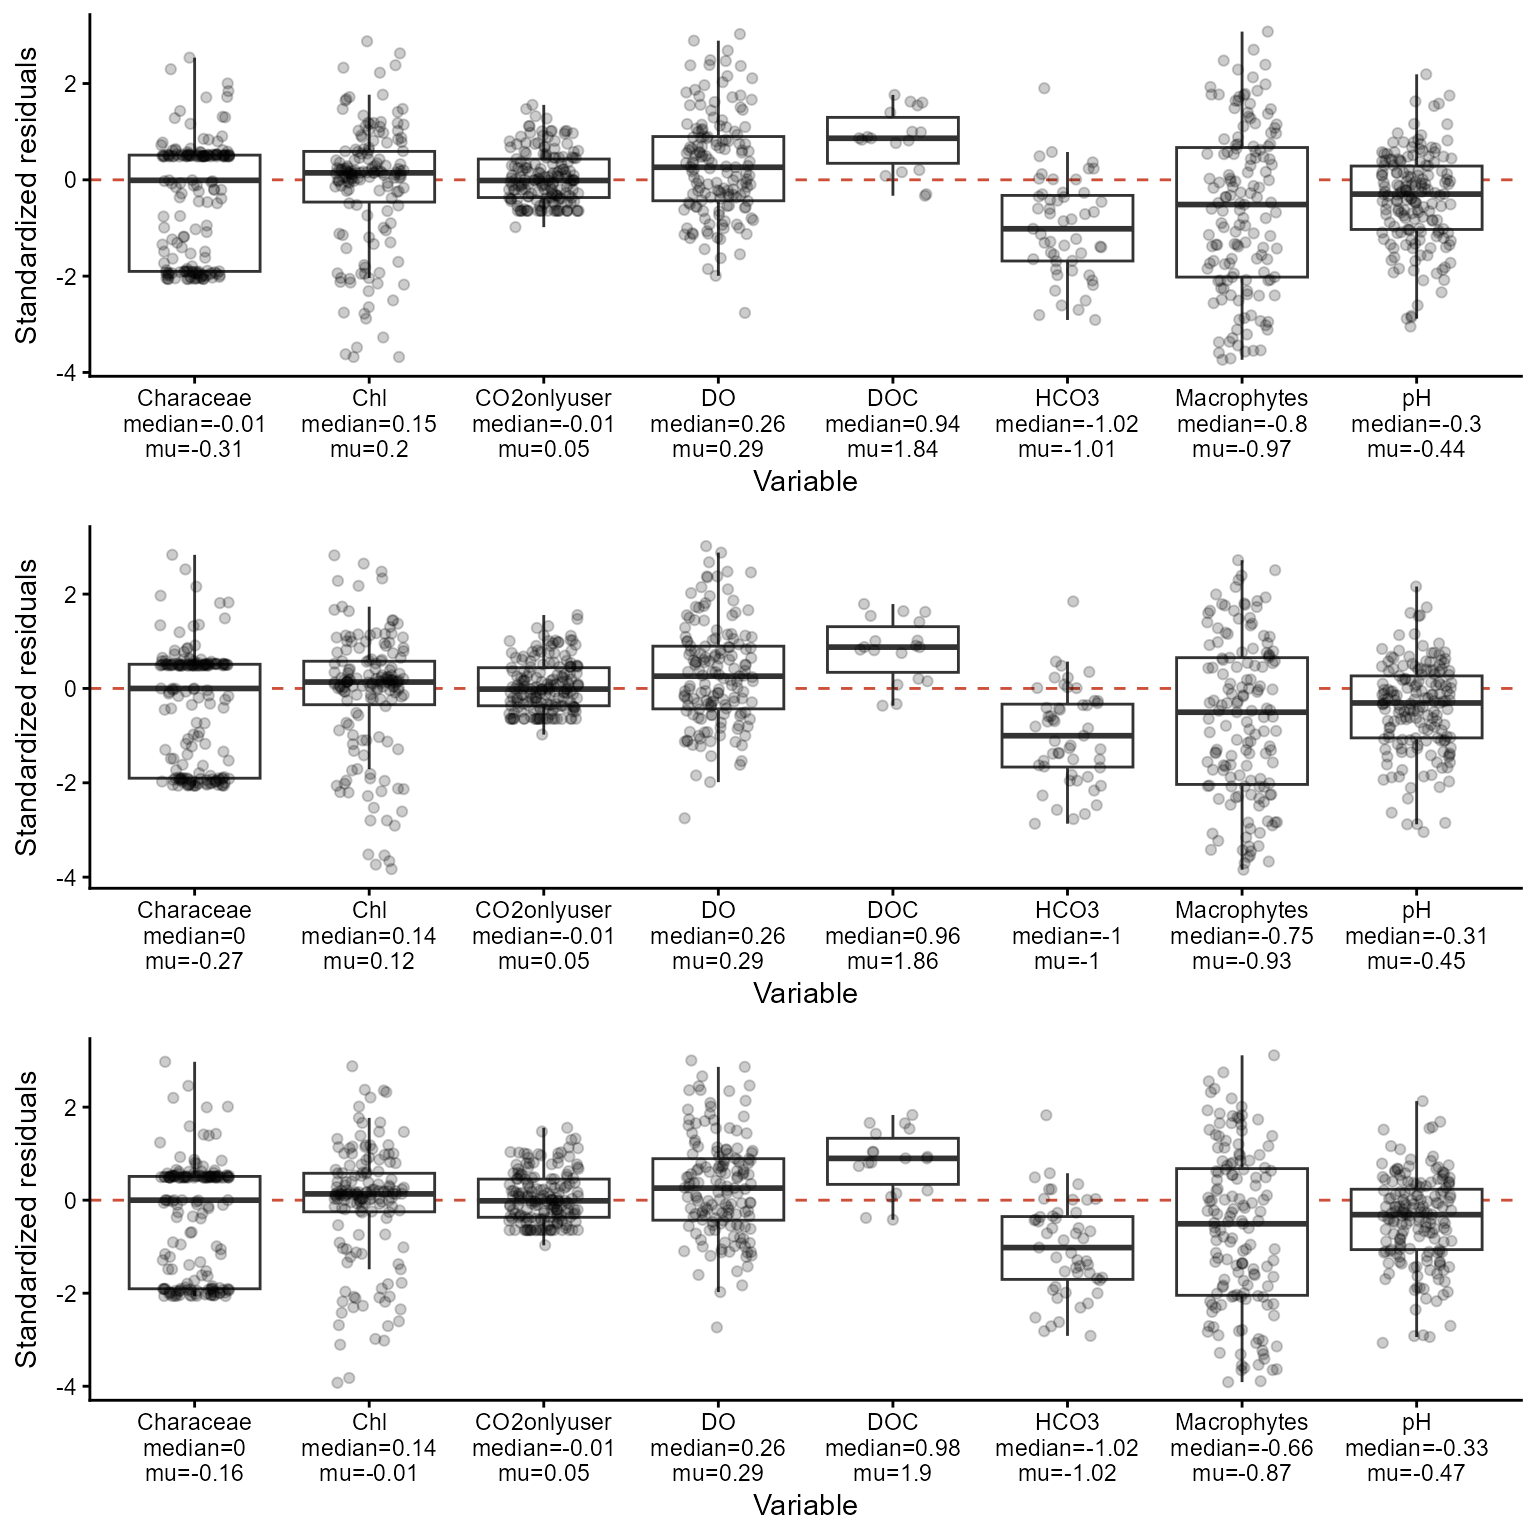 Standardized residuals
2
0
-2
-4
Characeae Chl CO2onlyuser DO DOC HCO3 Macrophytes pH
median=-0.01 median=0.15 median=-0.01 median=0.26 median=0.94 median=-1.02 median=-0.8 median=-0.3
mu=-0.31 mu=0.2 mu=0.05 mu=0.29 mu=1.84 mu=-1.01 mu=-0.97 mu=-0.44
Variable
Standardized residuals
2
0
-2
-4
Characeae Chl CO2onlyuser DO DOC HCO3 Macrophytes pH
median=0 median=0.14 median=-0.01 median=0.26 median=0.96 median=-1 median=-0.75 median=-0.31
mu=-0.27 mu=0.12 mu=0.05 mu=0.29 mu=1.86 mu=-1 mu=-0.93 mu=-0.45
Variable
Standardized residuals
2
0
-2
-4
Characeae Chl CO2onlyuser DO DOC HCO3 Macrophytes pH
median=0 median=0.14 median=-0.01 median=0.26 median=0.98 median=-1.02 median=-0.66 median=-0.33
mu=-0.16 mu=-0.01 mu=0.05 mu=0.29 mu=1.9 mu=-1.02 mu=-0.87 mu=-0.47
Variable